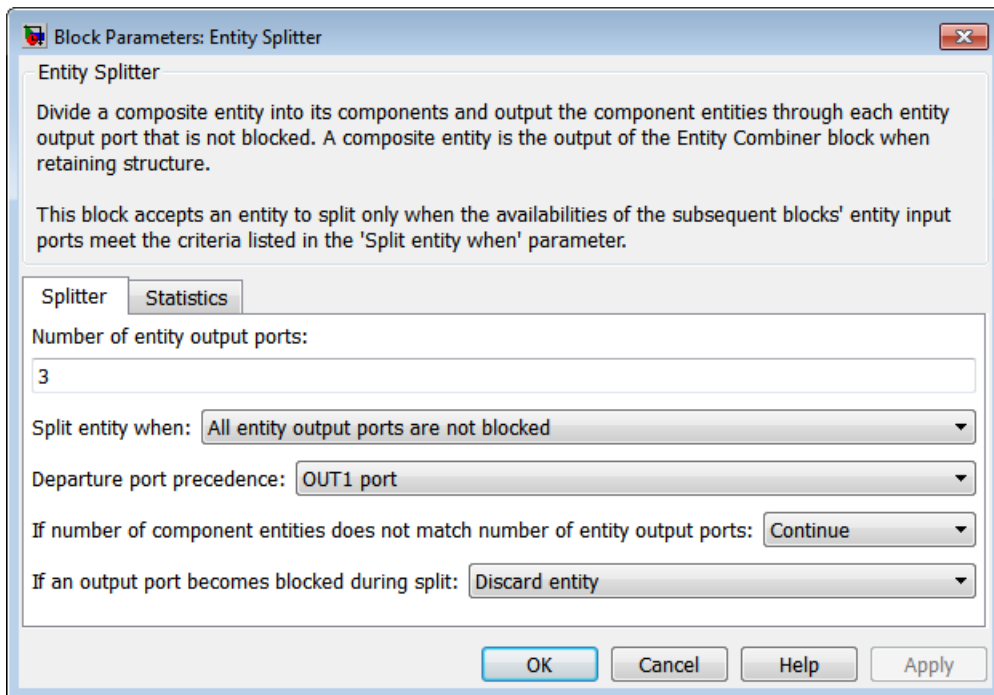 Block Parameters: Entity Splitter
Entity Splitter
Divide a composite entity into its components and output the component entities through each entity
output port that is not blocked. A composite entity is the output of the Entity Combiner block when
retaining structure.
This block accepts an entity to split only when the availabilities of the subsequent blocks' entity input
ports meet the criteria listed in the 'Split entity when' parameter.
Splitter Statistics
Number of entity output ports:
3
Split entity when: All entity output ports are not blocked
Departure port precedence: OUT1 port
If number of component entities does not match number of entity output ports: Continue
If an output port becomes blocked during split: Discard entity
OK Cancel Help Apply